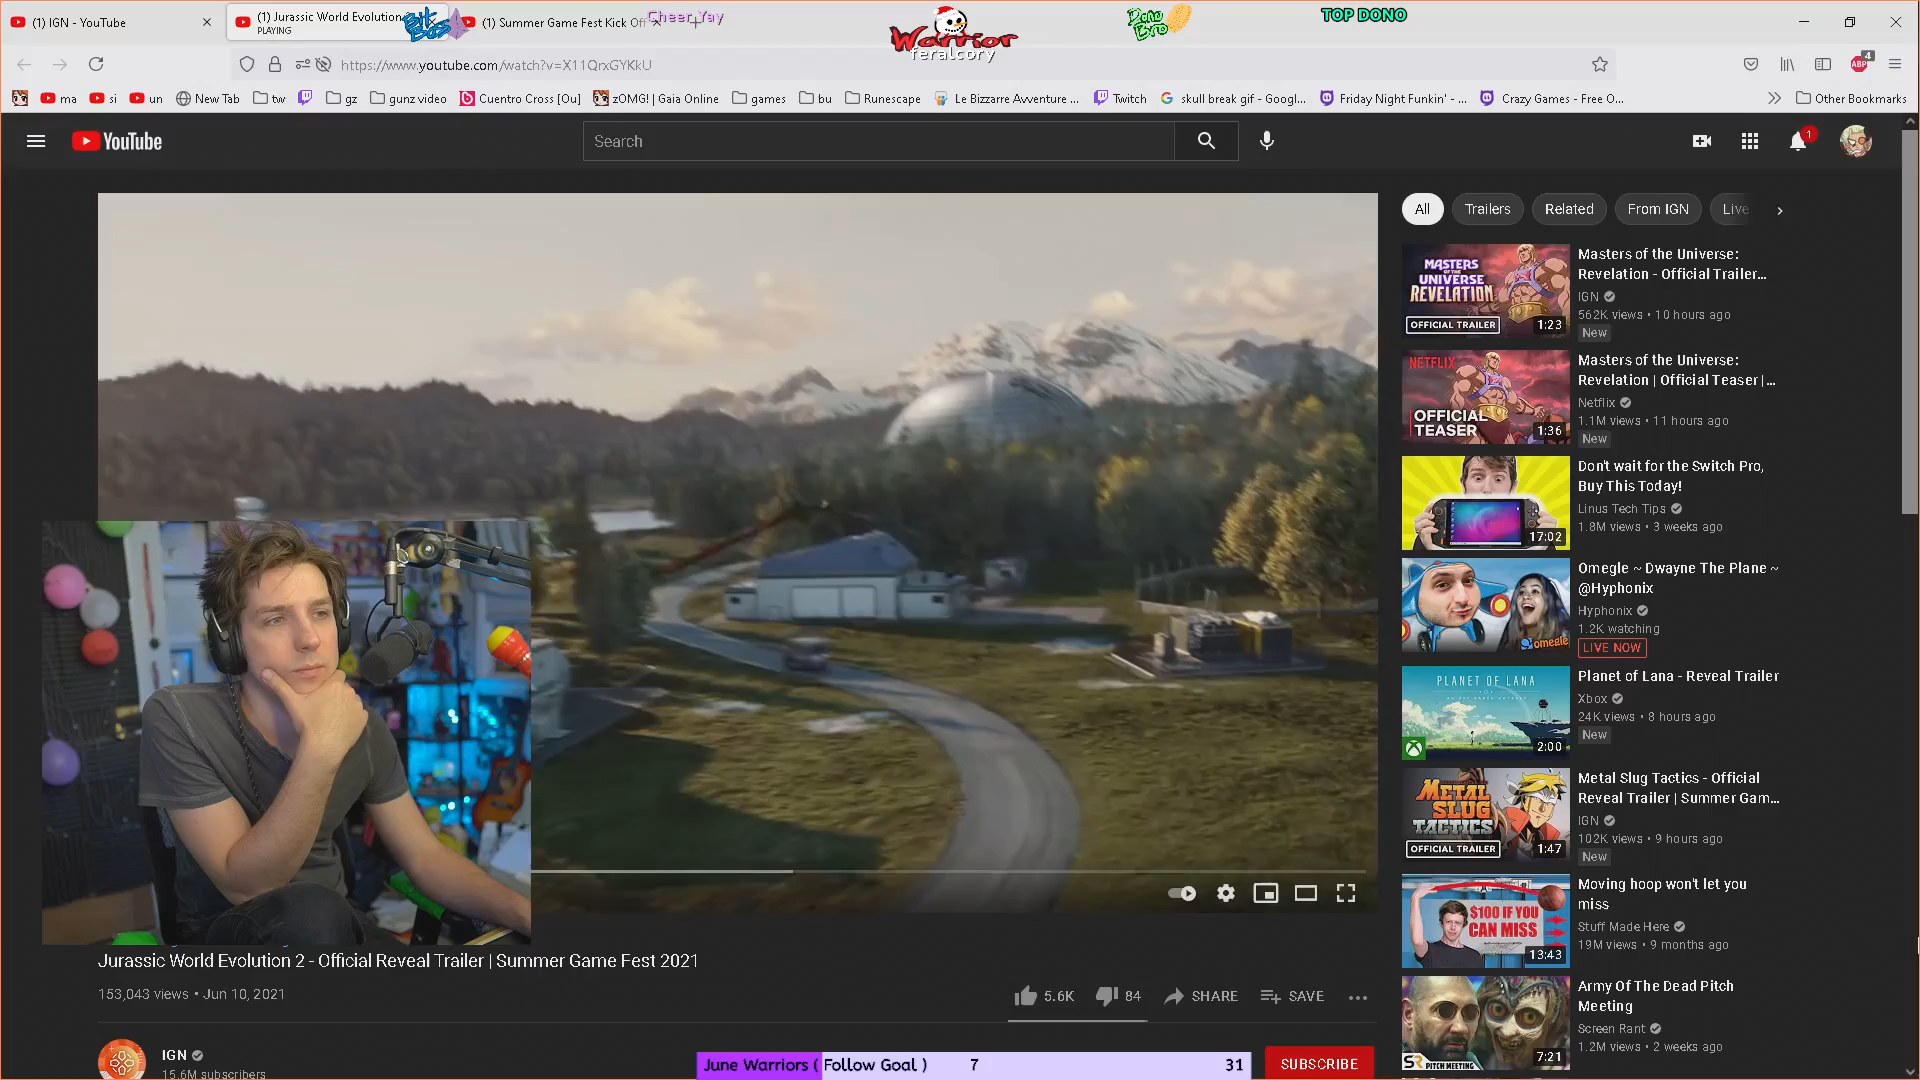 (1) IGN - YouTube
(1) Jurassic World Evolution
PLAYING
Bit Boss
(1) Summer Game Fest Kick Off
Cheer Yay
Warrior
feralcory
Dono Bro
TOP DONO
https://www.youtube.com/watch?v=X11QrxGYKkU
4
ABP
ma
si
un
New Tab
tw
gz
gunz video
Cuentro Cross [Ou]
zOMG! | Gaia Online
games
bu
Runescape
Le Bizzarre Avventure ...
Twitch
skull break gif - Googl...
Friday Night Funkin' - ...
Crazy Games - Free O...
Other Bookmarks
YouTube
Search
1
All
Trailers
Related
From IGN
Live
MASTERS OF THE UNIVERSE REVELATION
OFFICIAL TRAILER
1:23
Masters of the Universe:
Revelation - Official Trailer...
IGN
562K views • 10 hours ago
New
NETFLIX
OFFICIAL
TEASER
1:36
Masters of the Universe:
Revelation | Official Teaser |...
Netflix
1.1M views • 11 hours ago
New
17:02
Don't wait for the Switch Pro,
Buy This Today!
Linus Tech Tips
1.8M views • 3 weeks ago
omegle
Omegle ~ Dwayne The Plane ~
@Hyphonix
Hyphonix
1.2K watching
LIVE NOW
PLANET OF LANA
2:00
Planet of Lana - Reveal Trailer
Xbox
24K views • 8 hours ago
New
METAL
SLUG
TACTICS
OFFICIAL TRAILER
1:47
Metal Slug Tactics - Official
Reveal Trailer | Summer Gam...
IGN
102K views • 9 hours ago
New
$100 IF YOU
CAN MISS
13:43
Moving hoop won't let you
miss
Stuff Made Here
19M views • 9 months ago
SR PITCH MEETING
7:21
Army Of The Dead Pitch
Meeting
Screen Rant
1.2M views • 2 weeks ago
Jurassic World Evolution 2 - Official Reveal Trailer | Summer Game Fest 2021
153,043 views • Jun 10, 2021
5.6K
84
SHARE
SAVE
IGN
15.6M subscribers
June Warriors ( Follow Goal )
7
31
SUBSCRIBE